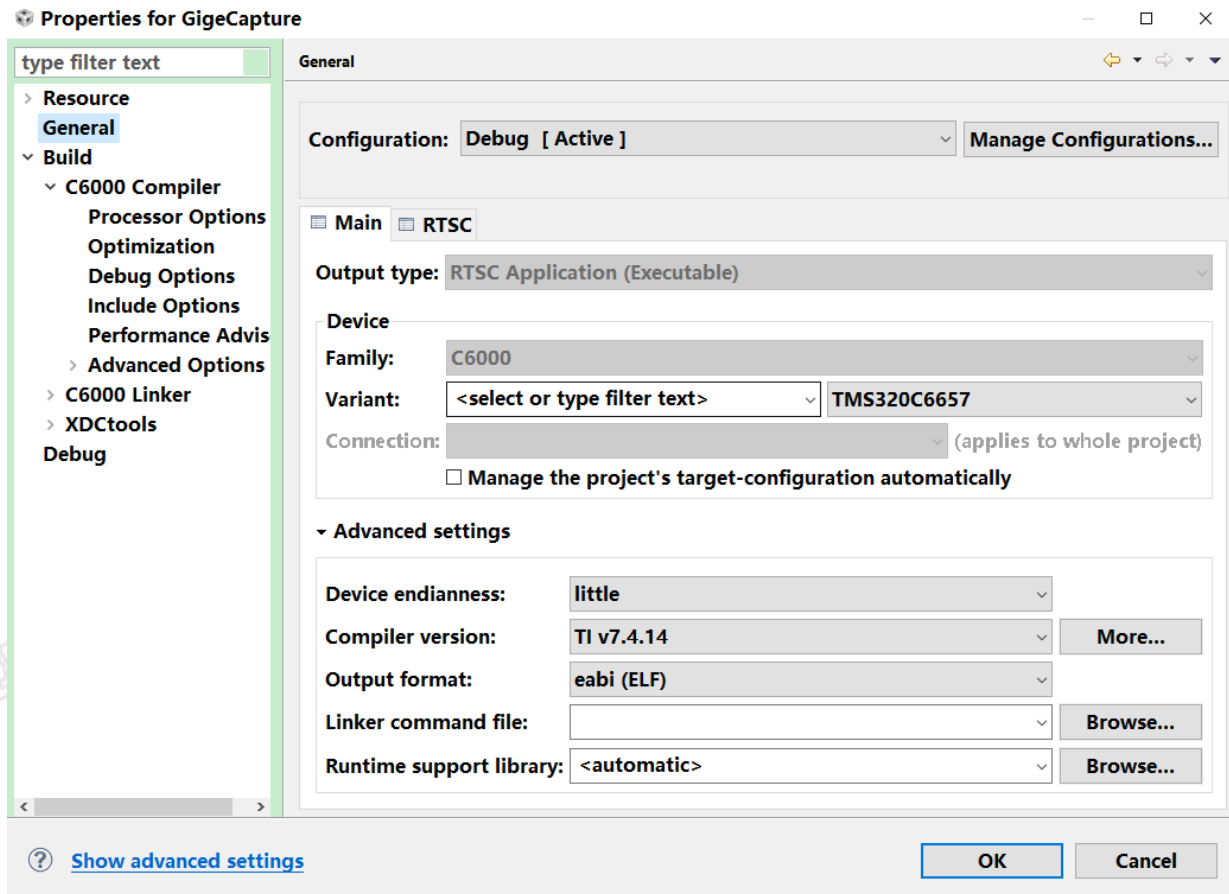 Properties for GigeCapture
type filter text
General
Resource
General
Build
C6000 Compiler
Processor Options
Optimization
Debug Options
Include Options
Performance Advis
Advanced Options
C6000 Linker
XDCtools
Debug
Configuration: Debug [ Active ] Manage Configurations...
Main RTSC
Output type: RTSC Application (Executable)
Device
Family: C6000
Variant: <select or type filter text> TMS320C6657
Connection: (applies to whole project)
Manage the project's target-configuration automatically
Advanced settings
Device endianness: little
Compiler version: TI v7.4.14 More...
Output format: eabi (ELF)
Linker command file: Browse...
Runtime support library: <automatic> Browse...
Show advanced settings OK Cancel